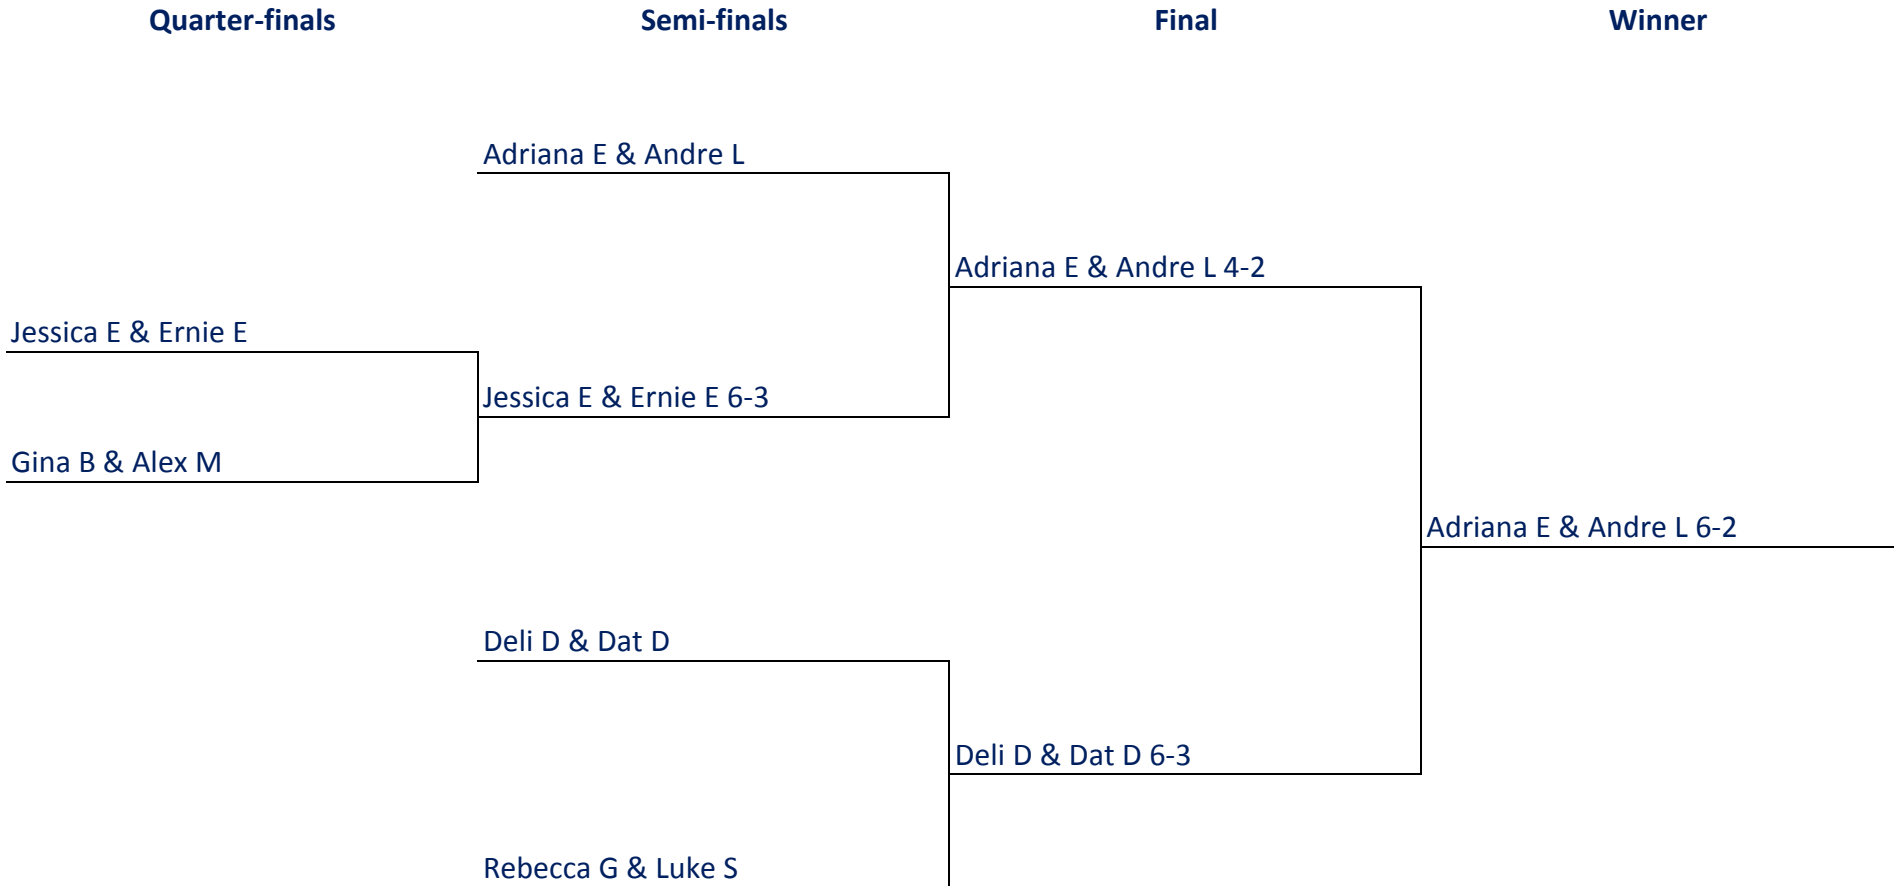 Quarter-finals Semi-finals Final Winner
Adriana E & Andre L
Adriana E & Andre L 4-2
Jessica E & Ernie E
Jessica E & Ernie E 6-3
Gina B & Alex M
Adriana E & Andre L 6-2
Deli D & Dat D
Deli D & Dat D 6-3
Rebecca G & Luke S